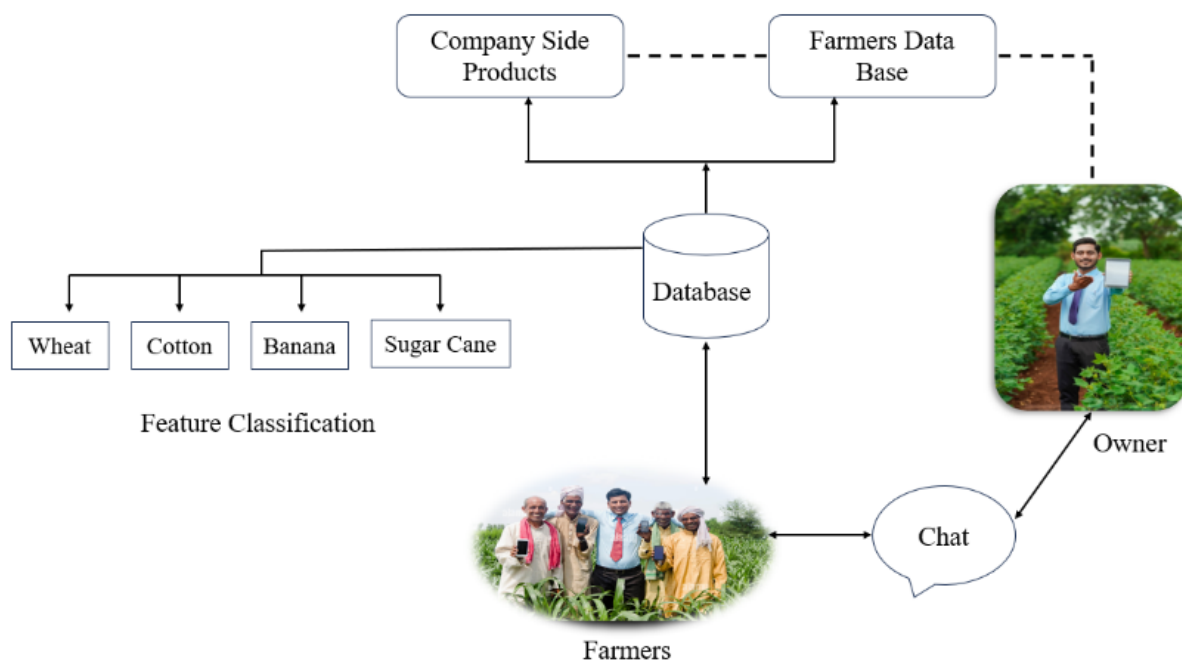 Company Side
Products
Farmers Data
Base
Database
Wheat
Cotton
Banana
Sugar Cane
Feature Classification
Owner
Chat
Farmers